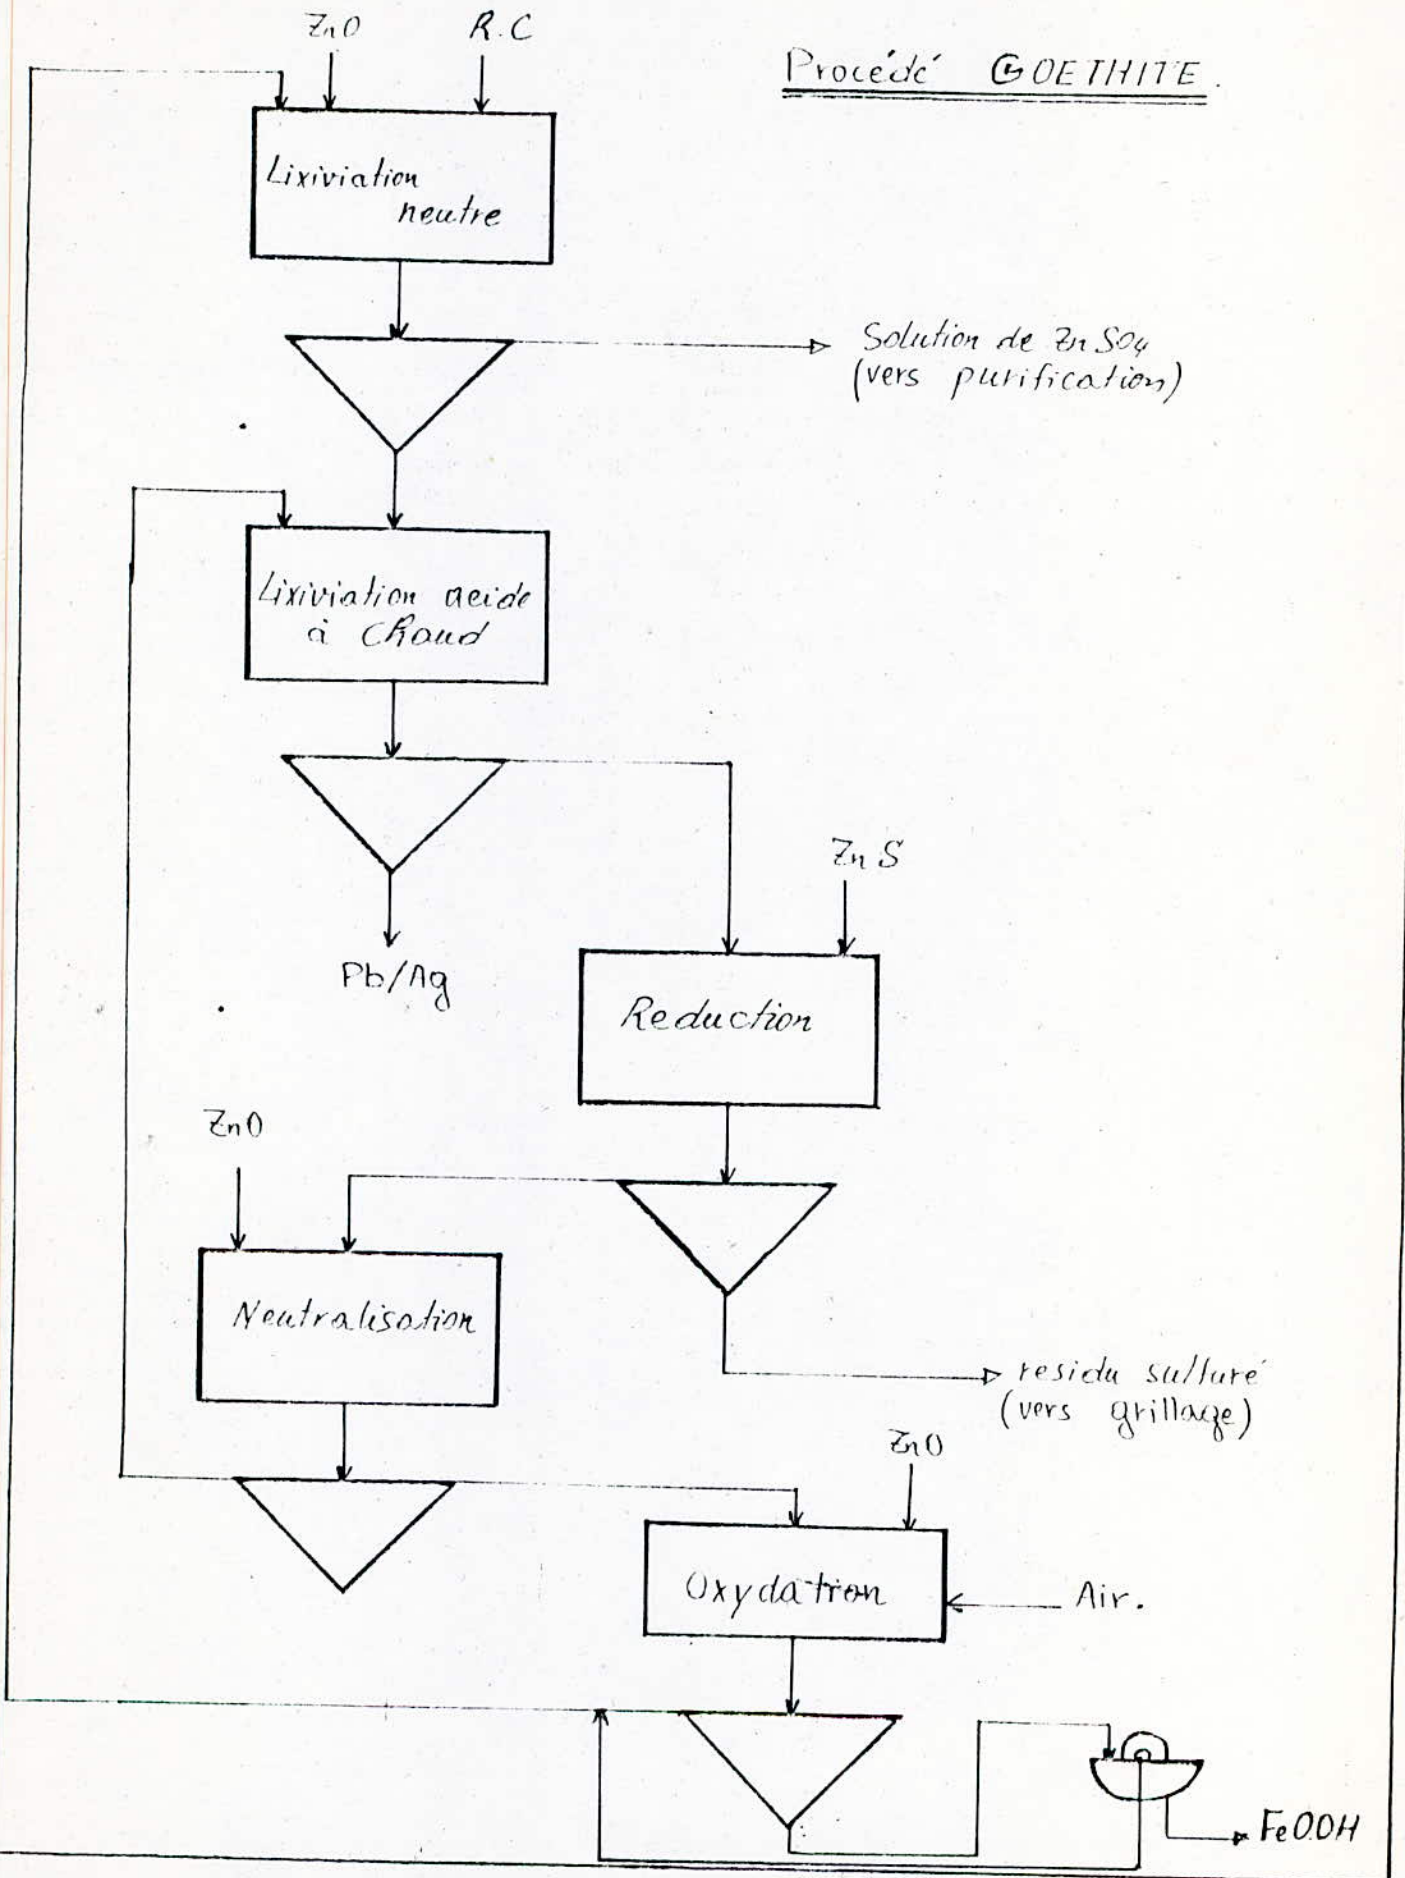 ZnO
R.C
Procédé GOETHITE.
Lixiviation
neutre
Solution de ZnSO4
(vers purification)
Lixiviation acide
à Chaud
ZnS
Pb/Ag
Reduction
ZnO
Neutralisation
residu sulfuré
(vers grillage)
ZnO
Oxydation
Air.
FeOOH